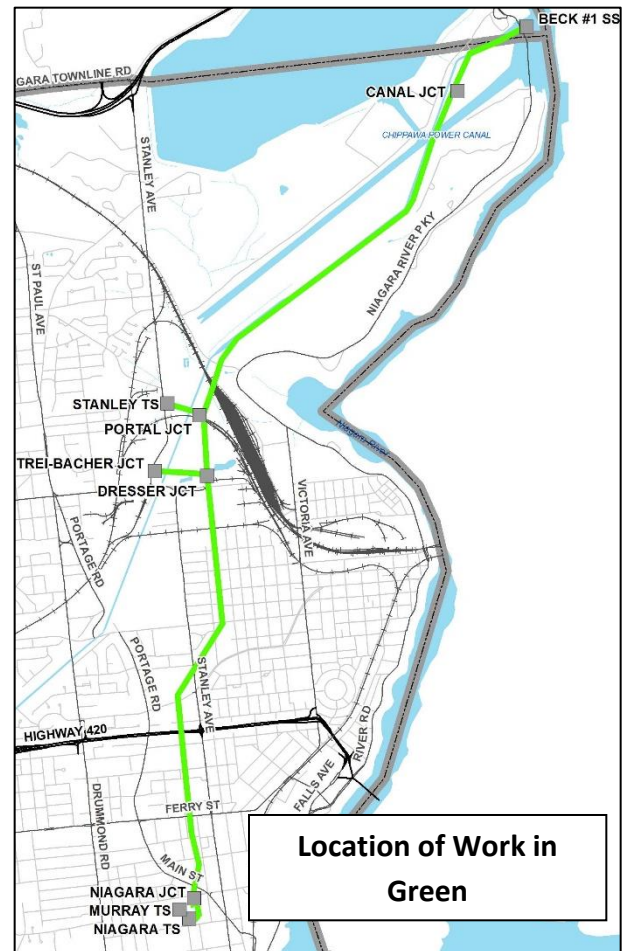 BECK #1 SS
GARA TOWNLINE RD
CANAL JCT
CHIPPAWA POWER CANAL
STANLEY AVE
NIAGARA RIVER PKY
ST PAUL AVE
STANLEY TS
PORTAL JCT
Niagara River
TREI-BACHER JCT
DRESSER JCT
VICTORIA AVE
PORTAGE RD
PORTAGE RD
STANLEY AVE
HIGHWAY 420
RIVER RD
FALLS AVE
FERRY ST
DRUMMOND RD
MAIN ST
Location of Work in
Green
NIAGARA JCT
MURRAY TS
NIAGARA TS